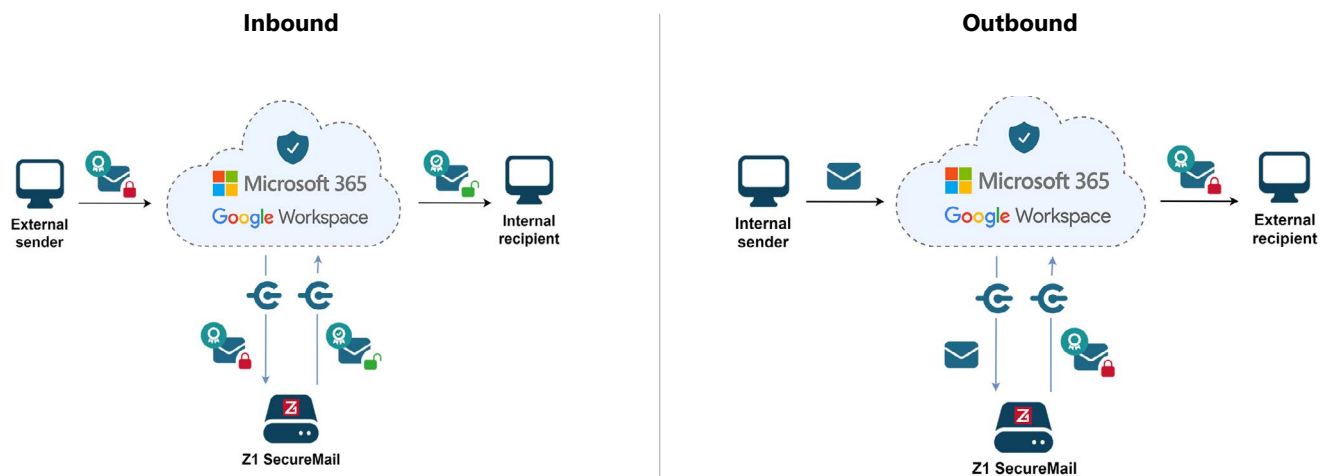 Inbound
Microsoft 365
Google Workspace
External
sender
Internal
recipient
Z
Z1 SecureMail
Outbound
Microsoft 365
Google Workspace
Internal
sender
External
recipient
Z
Z1 SecureMail